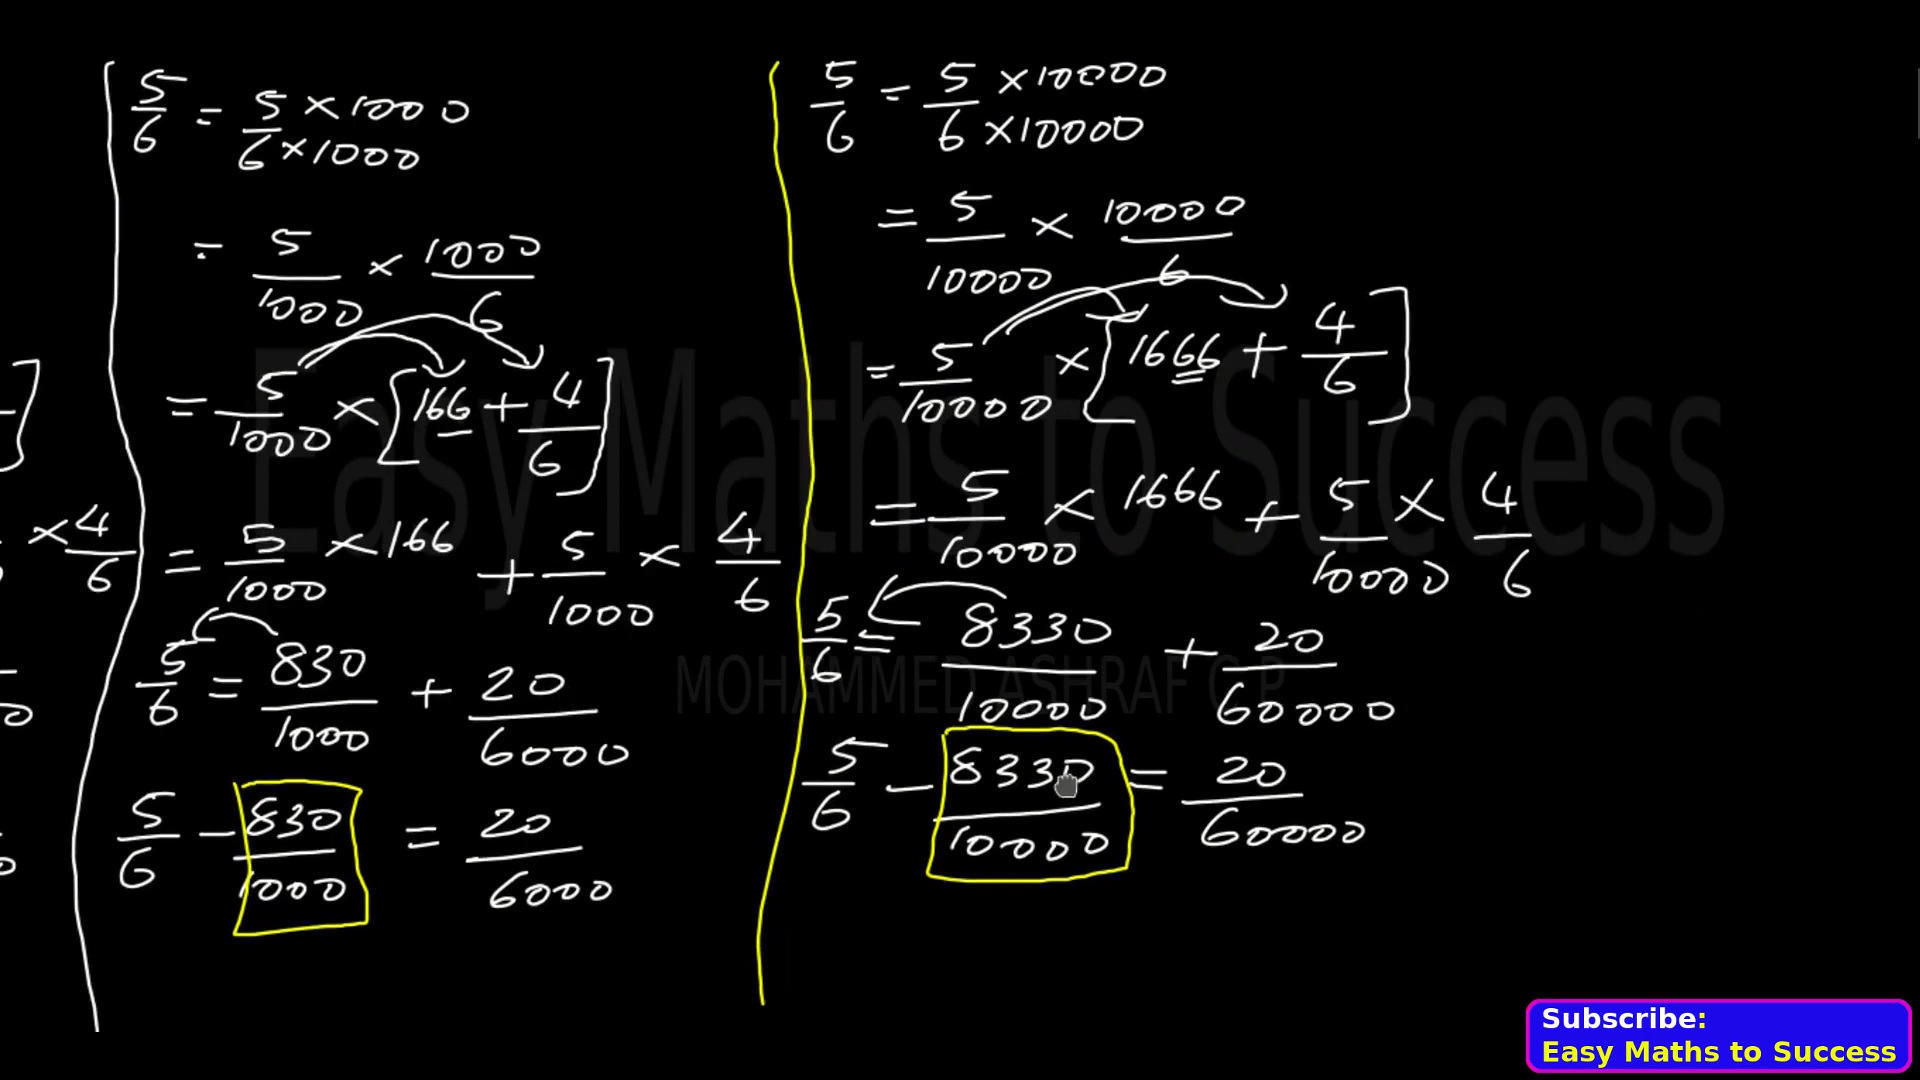 5/6 = 5×1000/6×1000
= 5/1000 × 1000/6
= 5/1000 × [166 + 4/6]
×4/6
= 5/1000 ×166 + 5/1000 × 4/6
5/6 = 830/1000 + 20/6000
5/6 − 830/1000 = 20/6000
5/6 = 5×10000/6×10000
= 5/10000 × 10000/6
= 5/10000 × [1666 + 4/6]
= 5/10000 × 1666 + 5/10000 × 4/6
5/6 = 8330/10000 + 20/60000
5/6 − 8330/10000 = 20/60000
Easy Maths to Success
MOHAMMED ASHRAF C P
Subscribe:
Easy Maths to Success